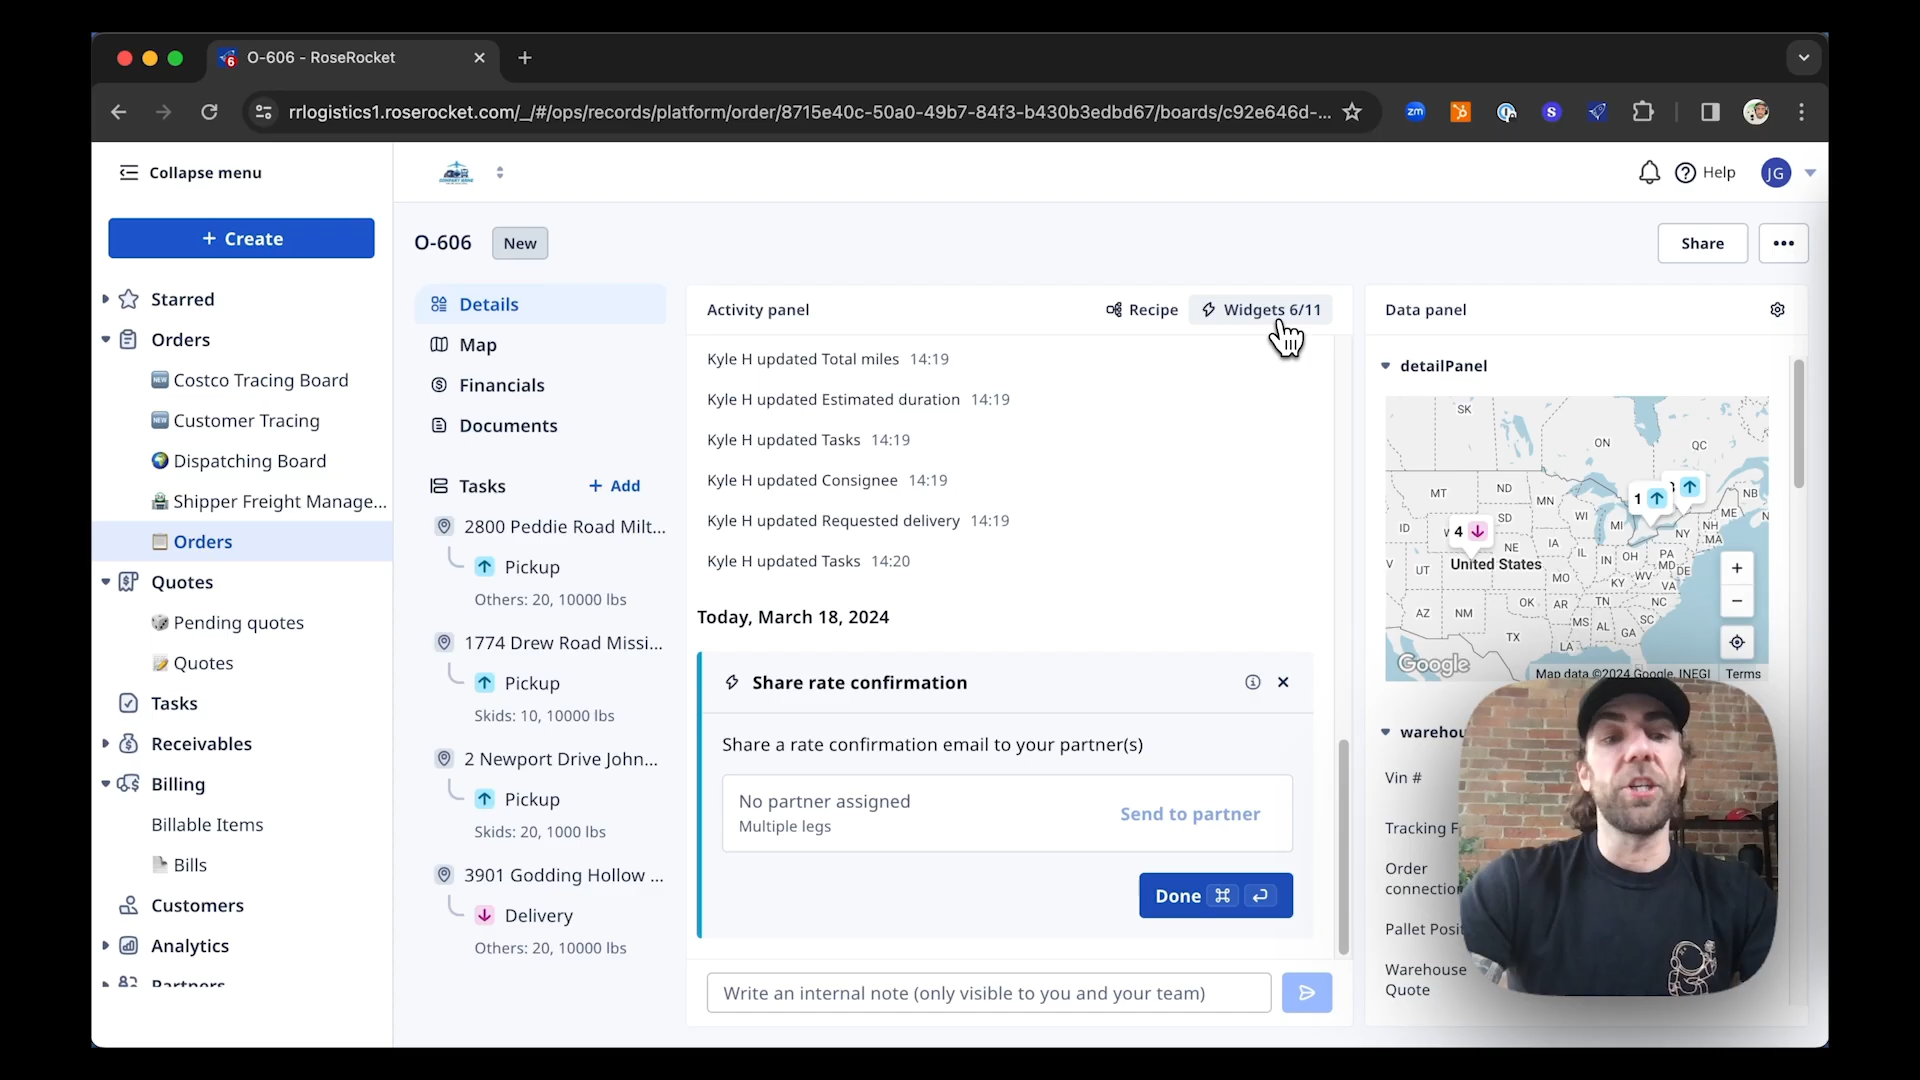 O-606 - RoseRocket
rrlogistics1.roserocket.com/_/#/ops/records/platform/order/8715e40c-50a0-49b7-84f3-b430b3edbd67/boards/c92e646d-...
zm
S
Collapse menu
Help
JG
+ Create
O-606
New
Share
Starred
Orders
Costco Tracing Board
Customer Tracing
Dispatching Board
Shipper Freight Manage...
Orders
Quotes
Pending quotes
Quotes
Tasks
Receivables
Billing
Billable Items
Bills
Customers
Analytics
Partners
Details
Map
Financials
Documents
Tasks
+ Add
2800 Peddie Road Milt...
Pickup
Others: 20, 10000 lbs
1774 Drew Road Missi...
Pickup
Skids: 10, 10000 lbs
2 Newport Drive John...
Pickup
Skids: 20, 1000 lbs
3901 Godding Hollow ...
Delivery
Others: 20, 10000 lbs
Activity panel
Recipe
Widgets 6/11
Kyle H updated Total miles 14:19
Kyle H updated Estimated duration 14:19
Kyle H updated Tasks 14:19
Kyle H updated Consignee 14:19
Kyle H updated Requested delivery 14:19
Kyle H updated Tasks 14:20
Today, March 18, 2024
Share rate confirmation
Share a rate confirmation email to your partner(s)
No partner assigned
Multiple legs
Send to partner
Done
Write an internal note (only visible to you and your team)
Data panel
detailPanel
SK
ON
QC
MT
ND
MN
NB
ID
SD
WI
MI
ME
NH
NY
MA
1
4
NE
IA
IL
IN
OH
PA
MD
DE
UT
United States
MO
KY
WV
VA
AZ
NM
OK
AR
TN
NC
MS
AL
SC
GA
TX
LA
Google
Map data ©2024 Google, INEGI
Terms
Vin #
Order
Warehouse
Quote